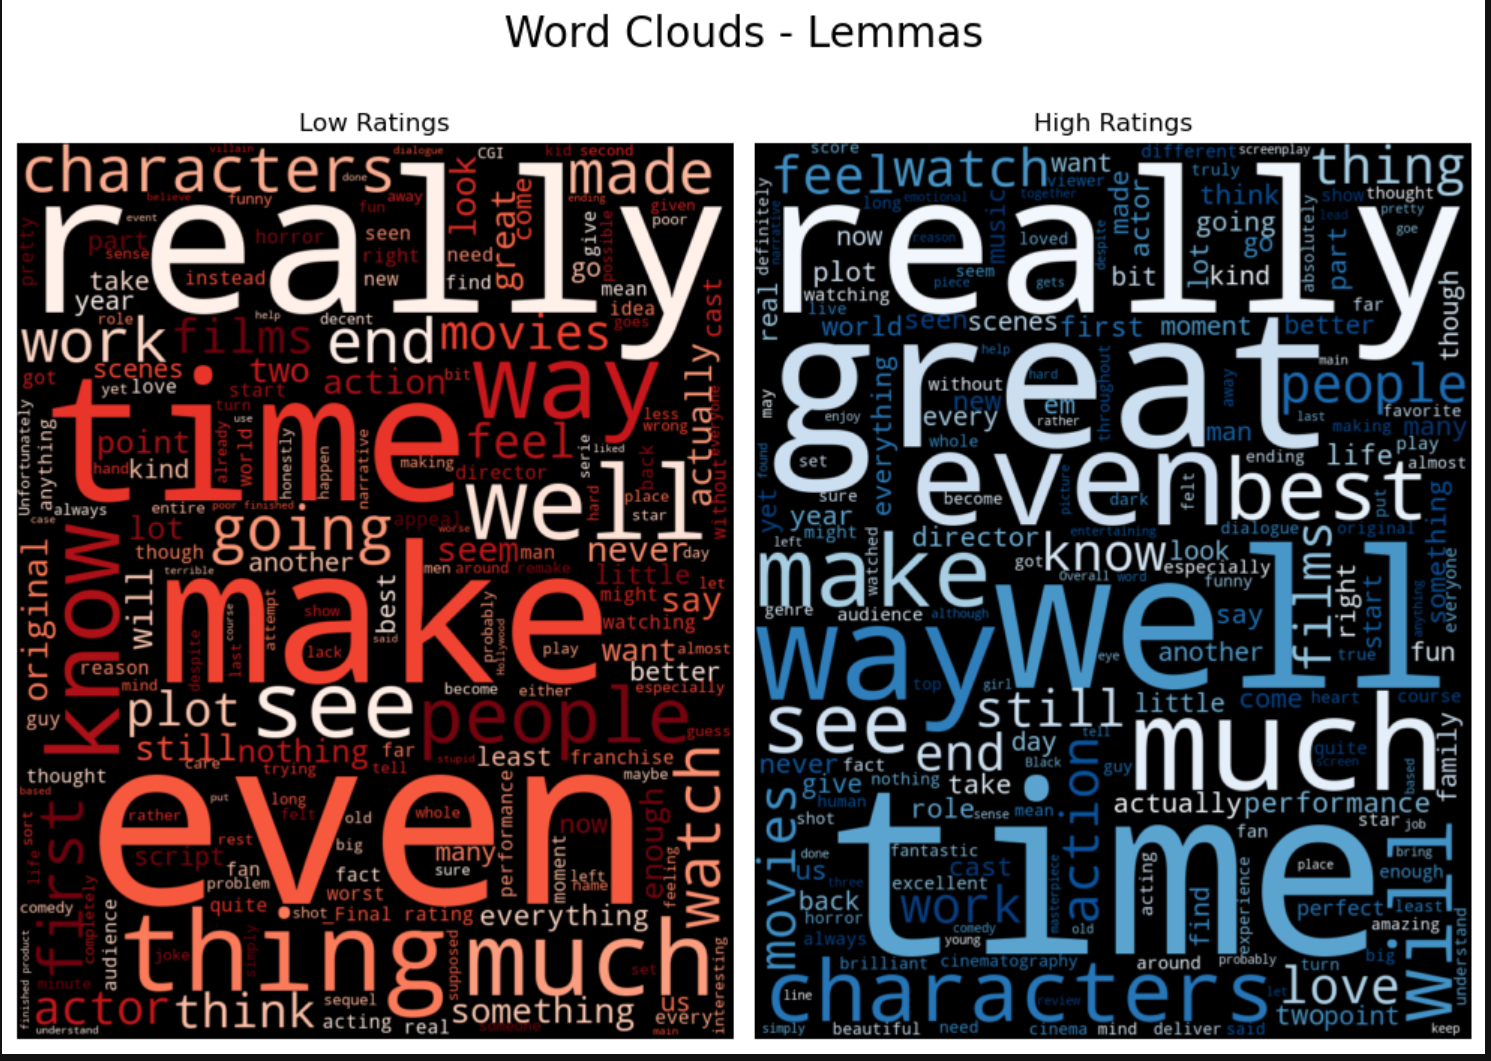 Word Clouds - Lemmas
Low Ratings
villain
dialogue
CGI
kid second
characters
done
look
come
made
believe
funny
away
fun
ending
given
poor
really
event
pretty
part
sense
horror
seen
right
need
great
give
possible
go
take
instead
new
find
mean
year
idea
role
help
decent
goes
cast
work
films
end
movies
way
scenes
two
action
bit
actually
got
yet
love
start
less
wrong
everyone
time
turn
use
feel
Unfortunately
anything
point
hand
kind
already
world
honestly
happen
narrative
making
director
serie
liked
back
without
well
hard
place
star
always
case
entire
poor finished
appeal
worse
lot
going
though
another
seem
man
never
day
know
original
will
terrible
men around
remake
little
let
make
might
say
best
show
course
attempt
last
despite
said
lack
probably
Hollywood
play
watching
want
almost
better
reason
mind
become
either
especially
guy
plot
see
people
guess
still
nothing
far
stupid
least
franchise
care
trying
tell
maybe
thought
based
even
first
rather
put
long
felt
old
whole
performance
now
enough
watch
sort
life
script
rest
big
many
sure
moment
left
name
feeling
fan
problem
fact
worst
comedy
completely
audience
quite
shot
_Final rating
everything
thing
much
finished product
joke
simply
supposed
set
interesting
minute
actor
think
sequel
acting
real
something
someone
us
every
main
understand
High Ratings
score
different
screenplay
feel
watch
want
thing
viewer
truly
long
emotional
together
made
actor
think
show
thought
really
definitely
narrative
music
pretty
now
reason
loved
despite
going
go
absolutely
part
lead
goe
plot
seem
piece
gets
bit
lot
kind
watching
far
though
real
live
world
seen
scenes
first
moment
better
great
help
main
without
hard
throughout
away
people
may
enjoy
everything
new
em
last
favorite
every
rather
making
many
whole
man
play
yet
found
set
ending
life
almost
even
best
sure
become
picture
dark
felt
put
something
year
might
entertaining
dialogue
original
left
director
got
know
look
especially
films
make
watched
Overall
word
funny
right
start
anything
everyone
genre
audience
although
well
say
way
eye
another
true
fun
top
girl
little
come
heart
course
see
still
much
tell
end
day
Black
quite
screen
based
family
never
fact
give
nothing
take
guy
human
action
actually
performance
movies
shot
role
sense
mean
star
job
fan
time
done
fantastic
us
three
cast
excellent
masterpiece
place
bring
enough
will
back
work
acting
find
experience
perfect
least
horror
comedy
old
amazing
always
young
big
understand
brilliant
cinematography
around
probably
turn
characters
line
review
let
love
twopoint
simply
beautiful
need
cinema
mind
deliver
said
keep